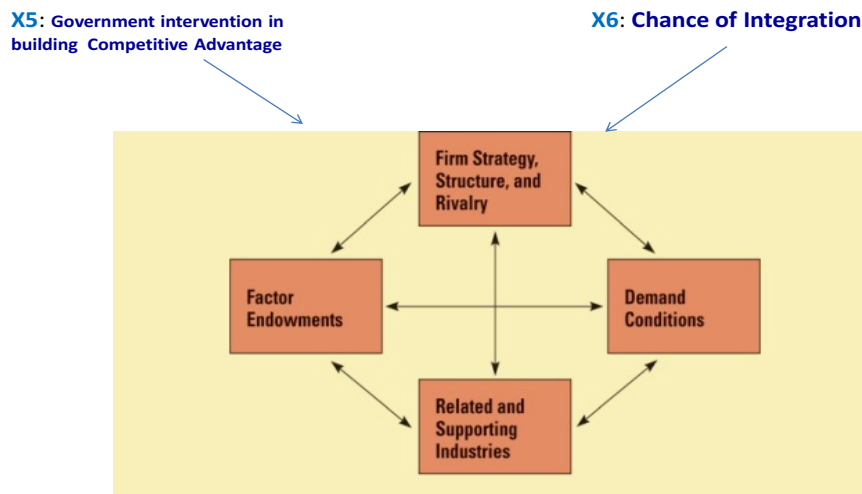 X5: Government intervention in
building Competitive Advantage
X6: Chance of Integration
Firm Strategy,
Structure, and
Rivalry
Factor
Endowments
Demand
Conditions
Related and
Supporting
Industries